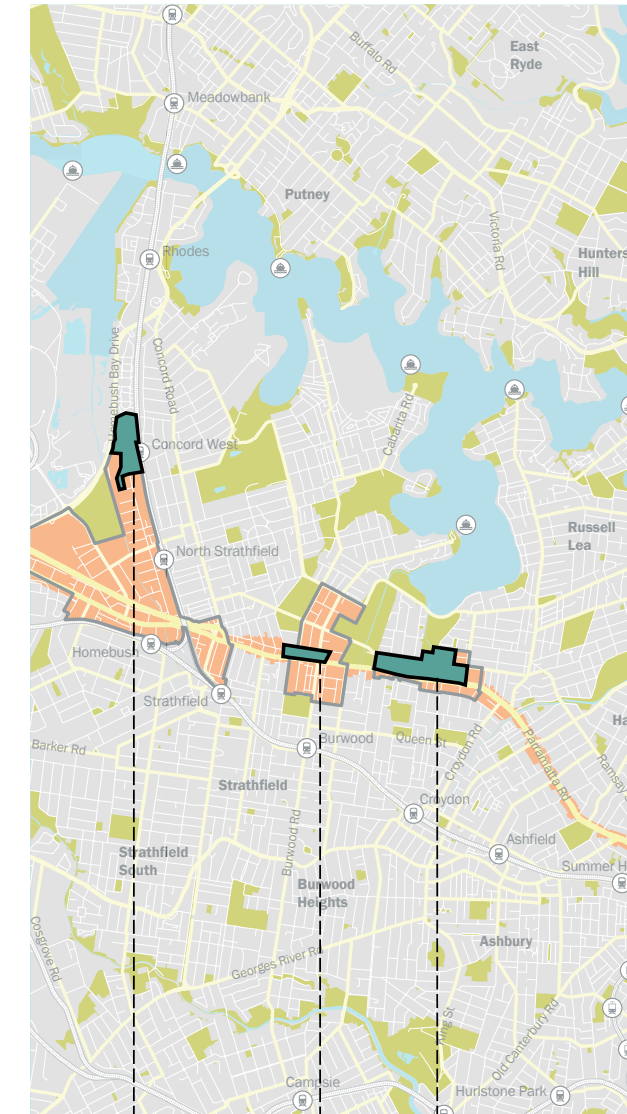 East
Ryde
Buffalo Rd
Meadowbank
Putney
Victoria Rd
Hunters
Hill
Rhodes
Homebush Bay Drive
Concord Road
Concord West
Cabarita Rd
Russell
Lea
North Strathfield
Homebush
Strathfield
Barker Rd
Burwood
Queen St
Croydon Rd
Parramatta Rd
Ha
Ramsay
Strathfield
Croydon
Burwood Rd
Ashfield
Strathfield
South
Summer H
Burwood
Heights
Cosgrove Rd
Ashbury
Georges River Rd
King St
Old Canterbury Rd
Campsie
Hurlstone Park